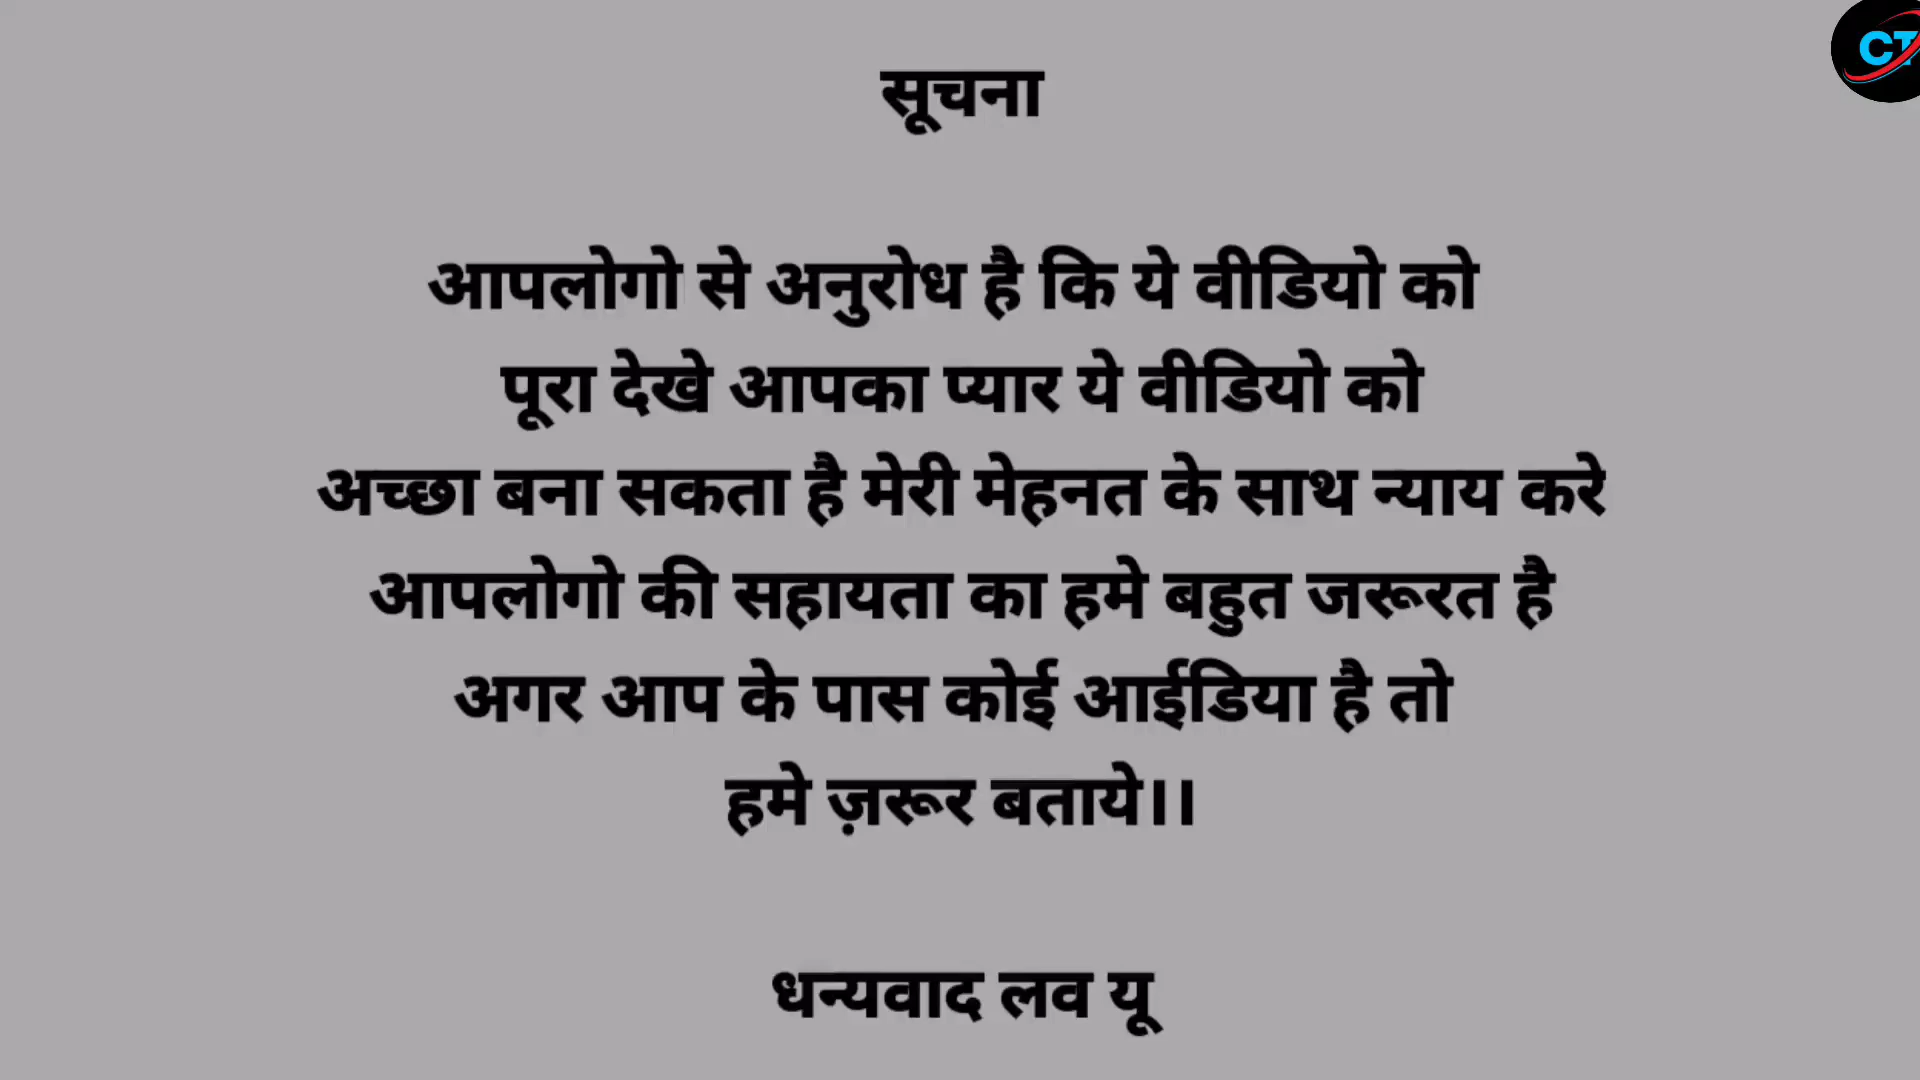 CT
सूचना
आपलोगो से अनुरोध है कि ये वीडियो को
पूरा देखे आपका प्यार ये वीडियो को
अच्छा बना सकता है मेरी मेहनत के साथ न्याय करे
आपलोगो की सहायता का हमे बहुत जरूरत है
अगर आप के पास कोई आईडिया है तो
हमे ज़रूर बताये।।
धन्यवाद लव यू